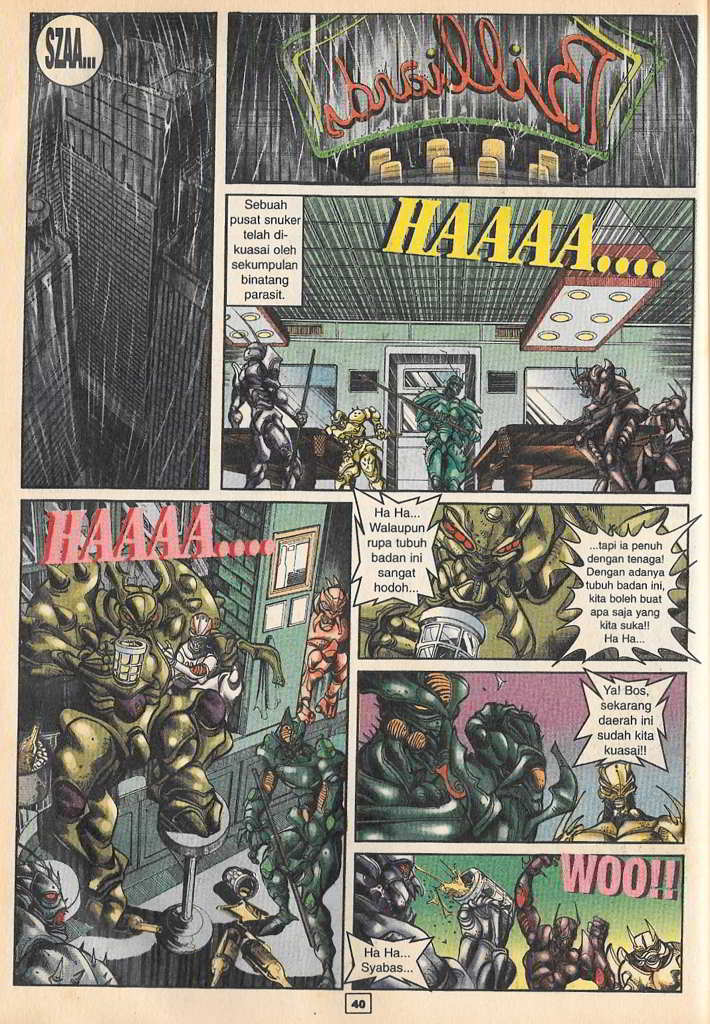 SZAA...
Billiards
Sebuah
pusat snuker
telah di-
kuasai oleh
sekumpulan
binatang
parasit.
HAAAA....
HAAAA....
Ha Ha...
Walaupun
rupa tubuh
badan ini
sangat
hodoh...
...tapi ia penuh
dengan tenaga!
Dengan adanya
tubuh badan ini,
kita boleh buat
apa saja yang
kita suka!!
Ha Ha...
Ya! Bos,
sekarang
daerah ini
sudah kita
kuasai!!
WOO!!
Ha Ha...
Syabas...
40